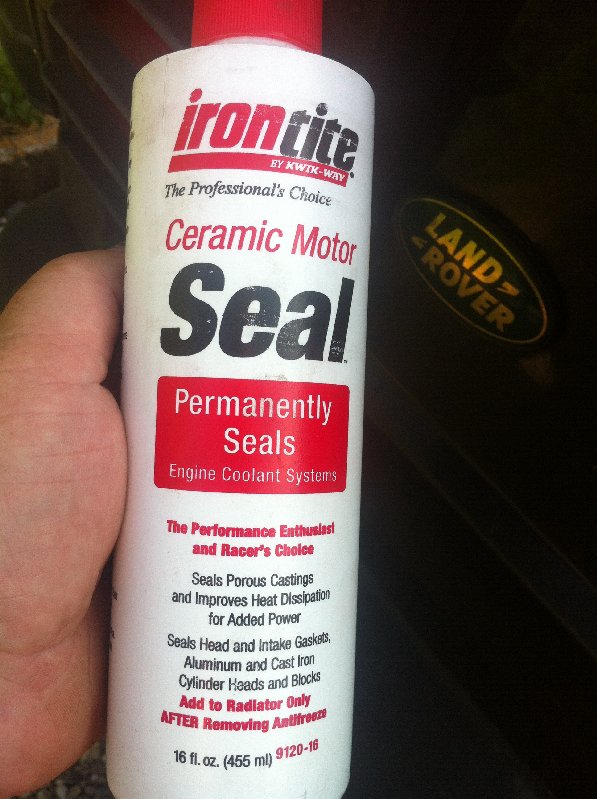 irontite
BY KWIK-WAY
The Professional's Choice
Ceramic Motor
Seal
Permanently
Seals
Engine Coolant Systems
The Performance Enthusiast
and Racer's Choice
Seals Porous Castings
and Improves Heat Dissipation
for Added Power
Seals Head and Intake Gaskets,
Aluminum and Cast Iron
Cylinder Heads and Blocks
Add to Radiator Only
AFTER Removing Antifreeze
16 fl. oz. (455 ml) 9120-16
LAND
ROVER